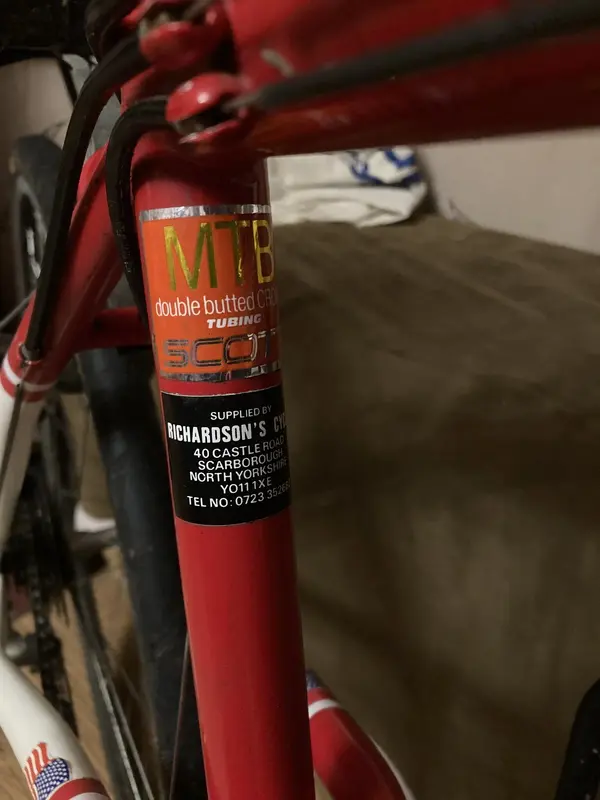 MTB
double butted
TUBING
SCOT
SUPPLIED BY
RICHARDSON'S
40 CASTLE ROAD
SCARBOROUGH
NORTH YORKSHIRE
YO11 1XE
TEL NO: 0723